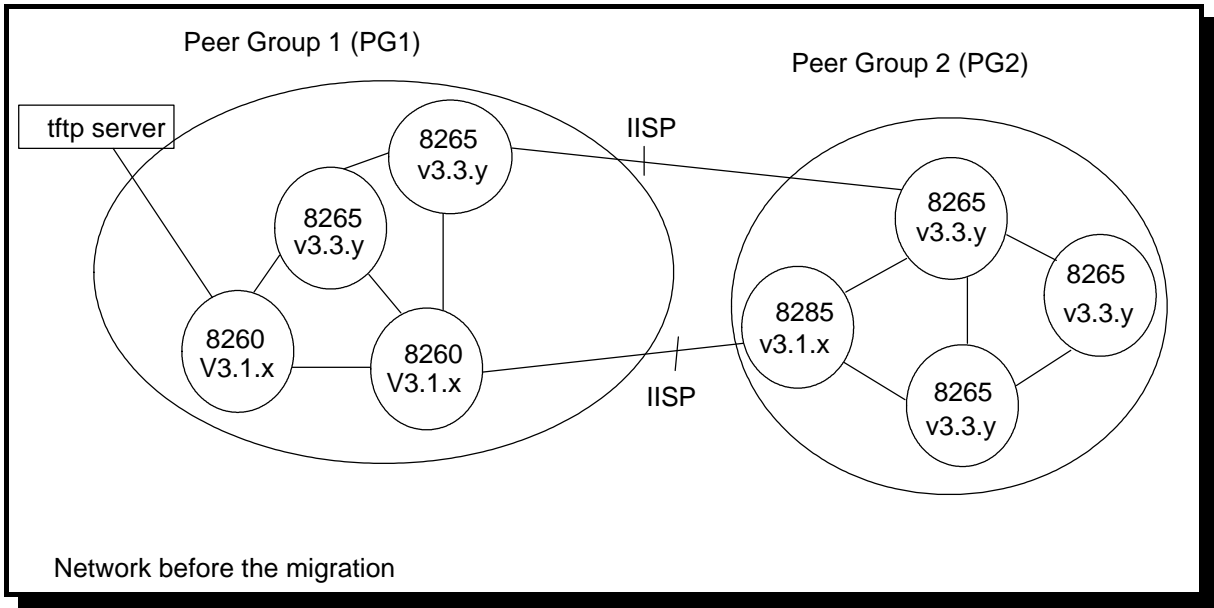 Peer Group 1 (PG1)
Peer Group 2 (PG2)
tftp server
8265
v3.3.y
IISP
8265
v3.3.y
8265
v3.3.y
8265
v3.3.y
8260
V3.1.x
8260
V3.1.x
8285
v3.1.x
IISP
8265
v3.3.y
Network before the migration